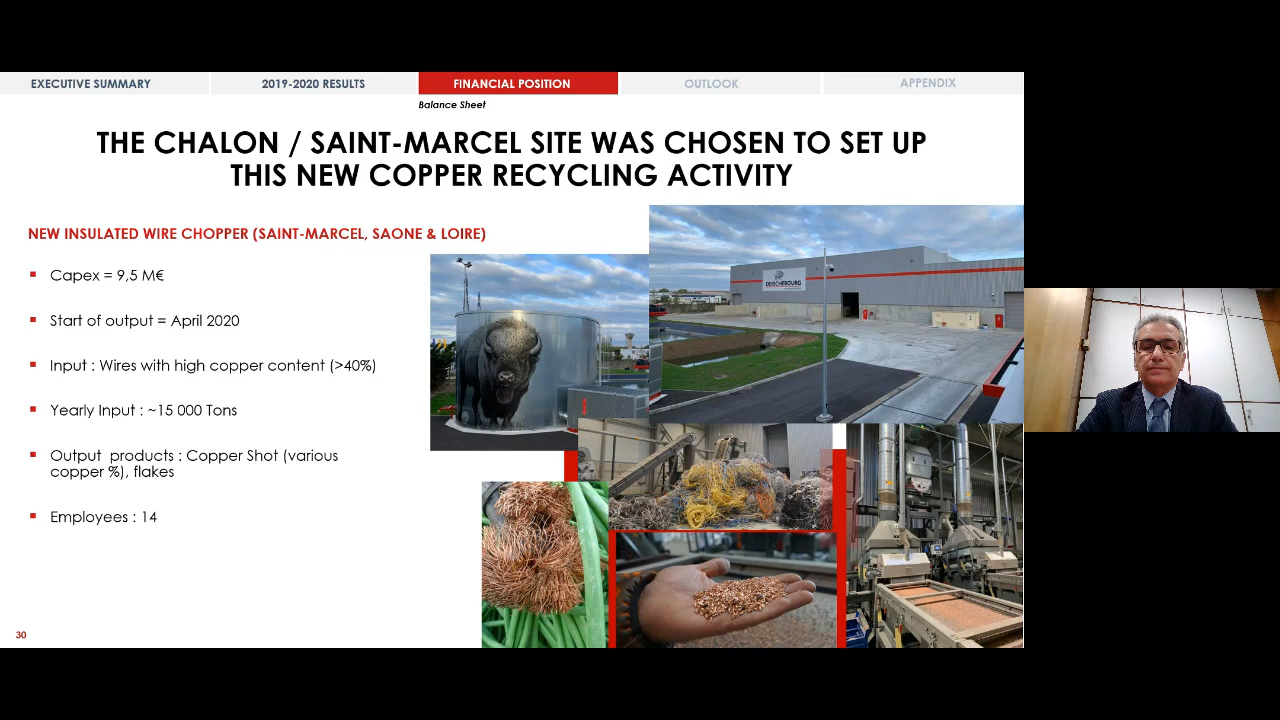 EXECUTIVE SUMMARY
2019-2020 RESULTS
FINANCIAL POSITION
OUTLOOK
APPENDIX
Balance Sheet
THE CHALON / SAINT-MARCEL SITE WAS CHOSEN TO SET UP
THIS NEW COPPER RECYCLING ACTIVITY
NEW INSULATED WIRE CHOPPER (SAINT-MARCEL, SAONE & LOIRE)
Capex = 9,5 M€
Start of output = April 2020
Input : Wires with high copper content (>40%)
Yearly Input : ~15 000 Tons
Output products : Copper Shot (various
copper %), flakes
Employees : 14
DERICHEBOURG
30